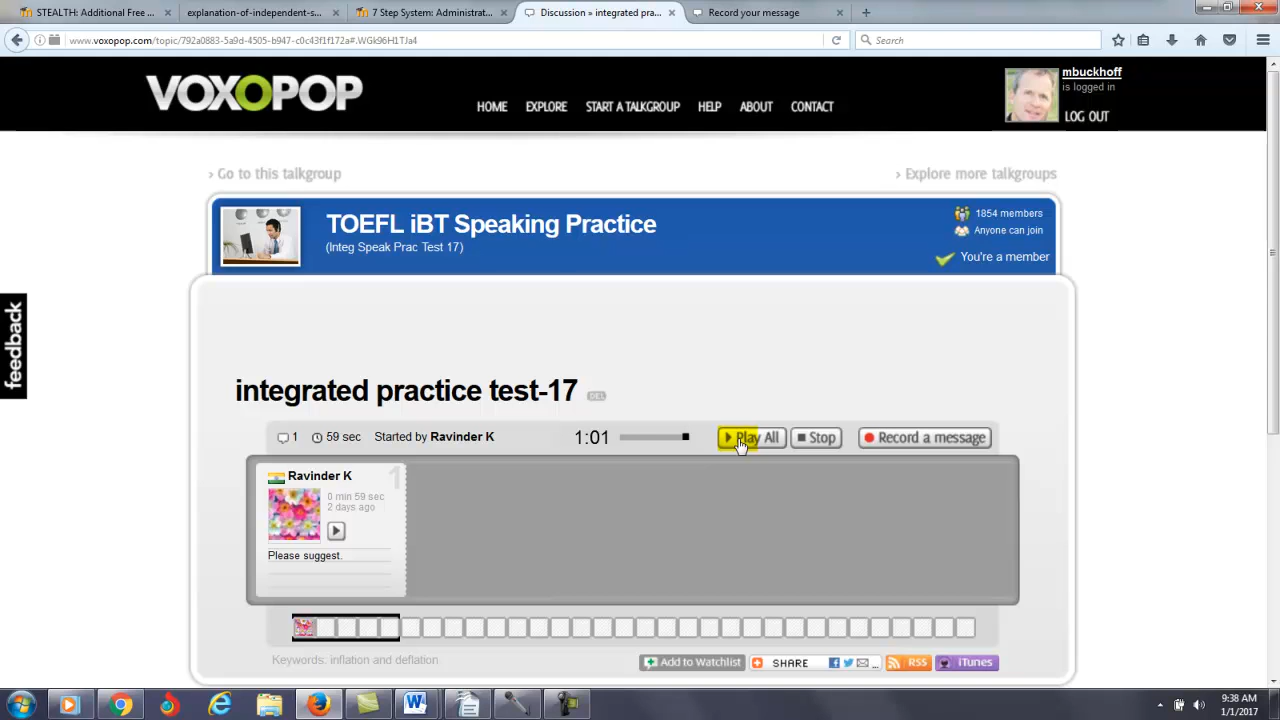 STEALTH: Additional Free ...
explanation-of-independent-s...
7 Step System: Administrat...
Discussion » integrated pra...
Record your message
www.voxopop.com/topic/792a0883-5a9d-4505-b947-c0c43f1f172a#.WGk96H1TJa4
Search
VOXOPOP
HOME EXPLORE START A TALKGROUP HELP ABOUT CONTACT
mbuckhoff
is logged in
LOG OUT
› Go to this talkgroup
› Explore more talkgroups
TOEFL iBT Speaking Practice
(Integ Speak Prac Test 17)
1854 members
Anyone can join
You're a member
feedback
integrated practice test-17
DEL
1 59 sec Started by Ravinder K 1:01 Play All Stop Record a message
Ravinder K
1
0 min 59 sec
2 days ago
Please suggest.
Keywords: inflation and deflation
Add to Watchlist
SHARE ...
RSS
iTunes
9:38 AM
1/1/2017